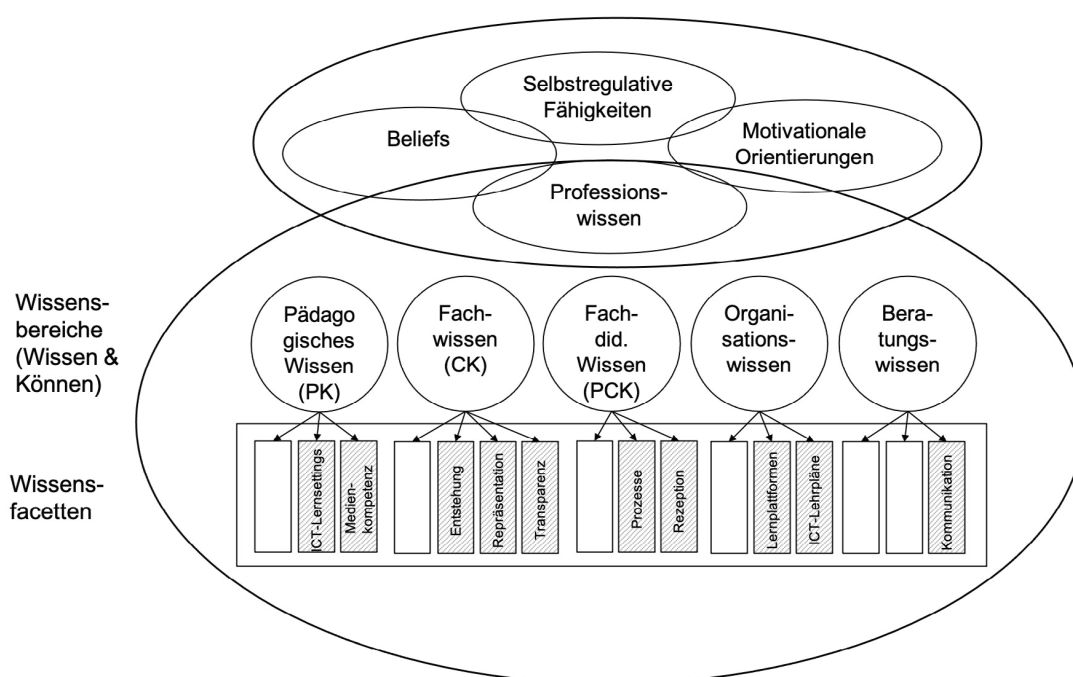 Selbstregulative
Fähigkeiten
Beliefs
Motivationale
Orientierungen
Professions-
wissen
Wissens-
bereiche
(Wissen &
Können)
Pädago
gisches
Wissen
(PK)
Fach-
wissen
(CK)
Fach-
did.
Wissen
(PCK)
Organi-
sations-
wissen
Bera-
tungs-
wissen
Wissens-
facetten
ICT-Lernsettings
Medien-
kompetenz
Entstehung
Repräsentation
Transparenz
Prozesse
Rezeption
Lernplattformen
ICT-Lehrpläne
Kommunikation